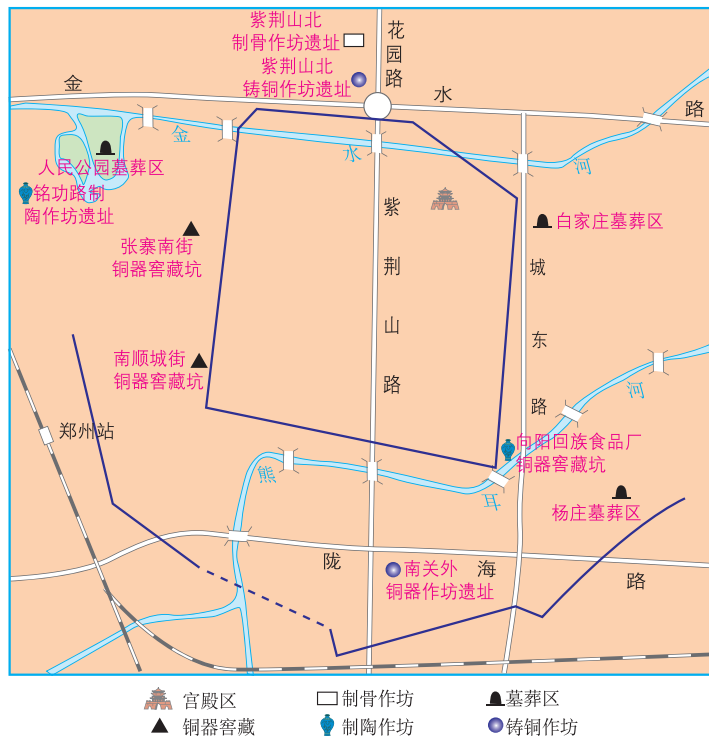 紫荆山北
制骨作坊遗址
紫荆山北
铸铜作坊遗址
花园路
金水路
金水河
人民公园墓葬区
铭功路制
陶作坊遗址
张寨南街
铜器窖藏坑
紫荆山路
白家庄墓葬区
城东路
南顺城街
铜器窖藏坑
郑州站
熊耳河
向阳回族食品厂
铜器窖藏坑
杨庄墓葬区
陇海路
南关外
铜器作坊遗址
宫殿区
制骨作坊
墓葬区
铜器窖藏
制陶作坊
铸铜作坊